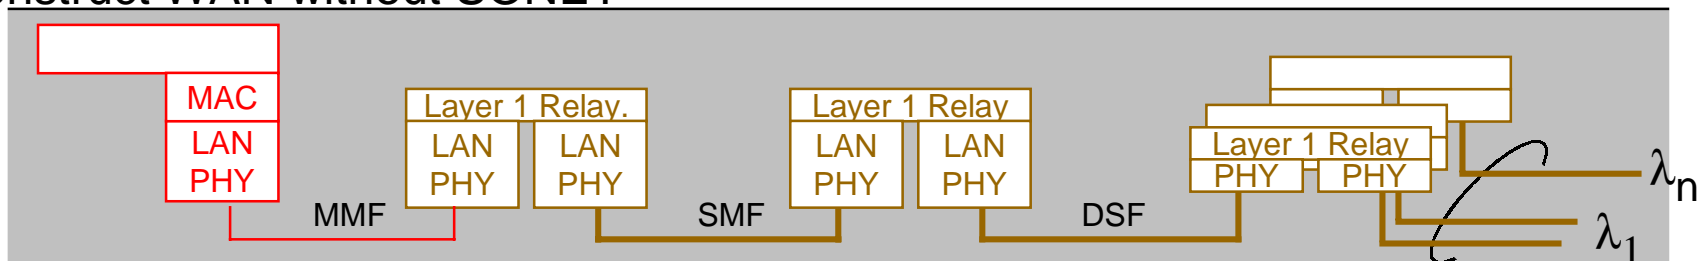 MAC
LAN
PHY
MMF
Layer 1 Relay.
LAN
PHY
LAN
PHY
SMF
Layer 1 Relay
LAN
PHY
LAN
PHY
DSF
Layer 1 Relay
PHY
PHY
λn
λ1